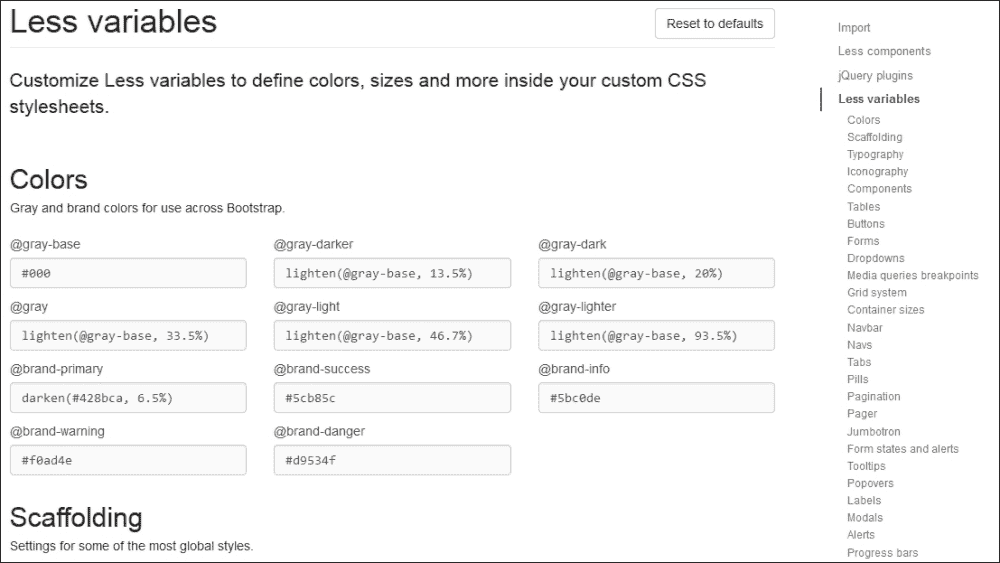 Less variables
Reset to defaults
Customize Less variables to define colors, sizes and more inside your custom CSS
stylesheets.
Colors
Gray and brand colors for use across Bootstrap.
@gray-base
#000
@gray-darker
lighten(@gray-base, 13.5%)
@gray-dark
lighten(@gray-base, 20%)
@gray
lighten(@gray-base, 33.5%)
@gray-light
lighten(@gray-base, 46.7%)
@gray-lighter
lighten(@gray-base, 93.5%)
@brand-primary
darken(#428bca, 6.5%)
@brand-success
#5cb85c
@brand-info
#5bc0de
@brand-warning
#f0ad4e
@brand-danger
#d9534f
Scaffolding
Settings for some of the most global styles.
Import
Less components
jQuery plugins
Less variables
Colors
Scaffolding
Typography
Iconography
Components
Tables
Buttons
Forms
Dropdowns
Media queries breakpoints
Grid system
Container sizes
Navbar
Navs
Tabs
Pills
Pagination
Pager
Jumbotron
Form states and alerts
Tooltips
Popovers
Labels
Modals
Alerts
Progress bars